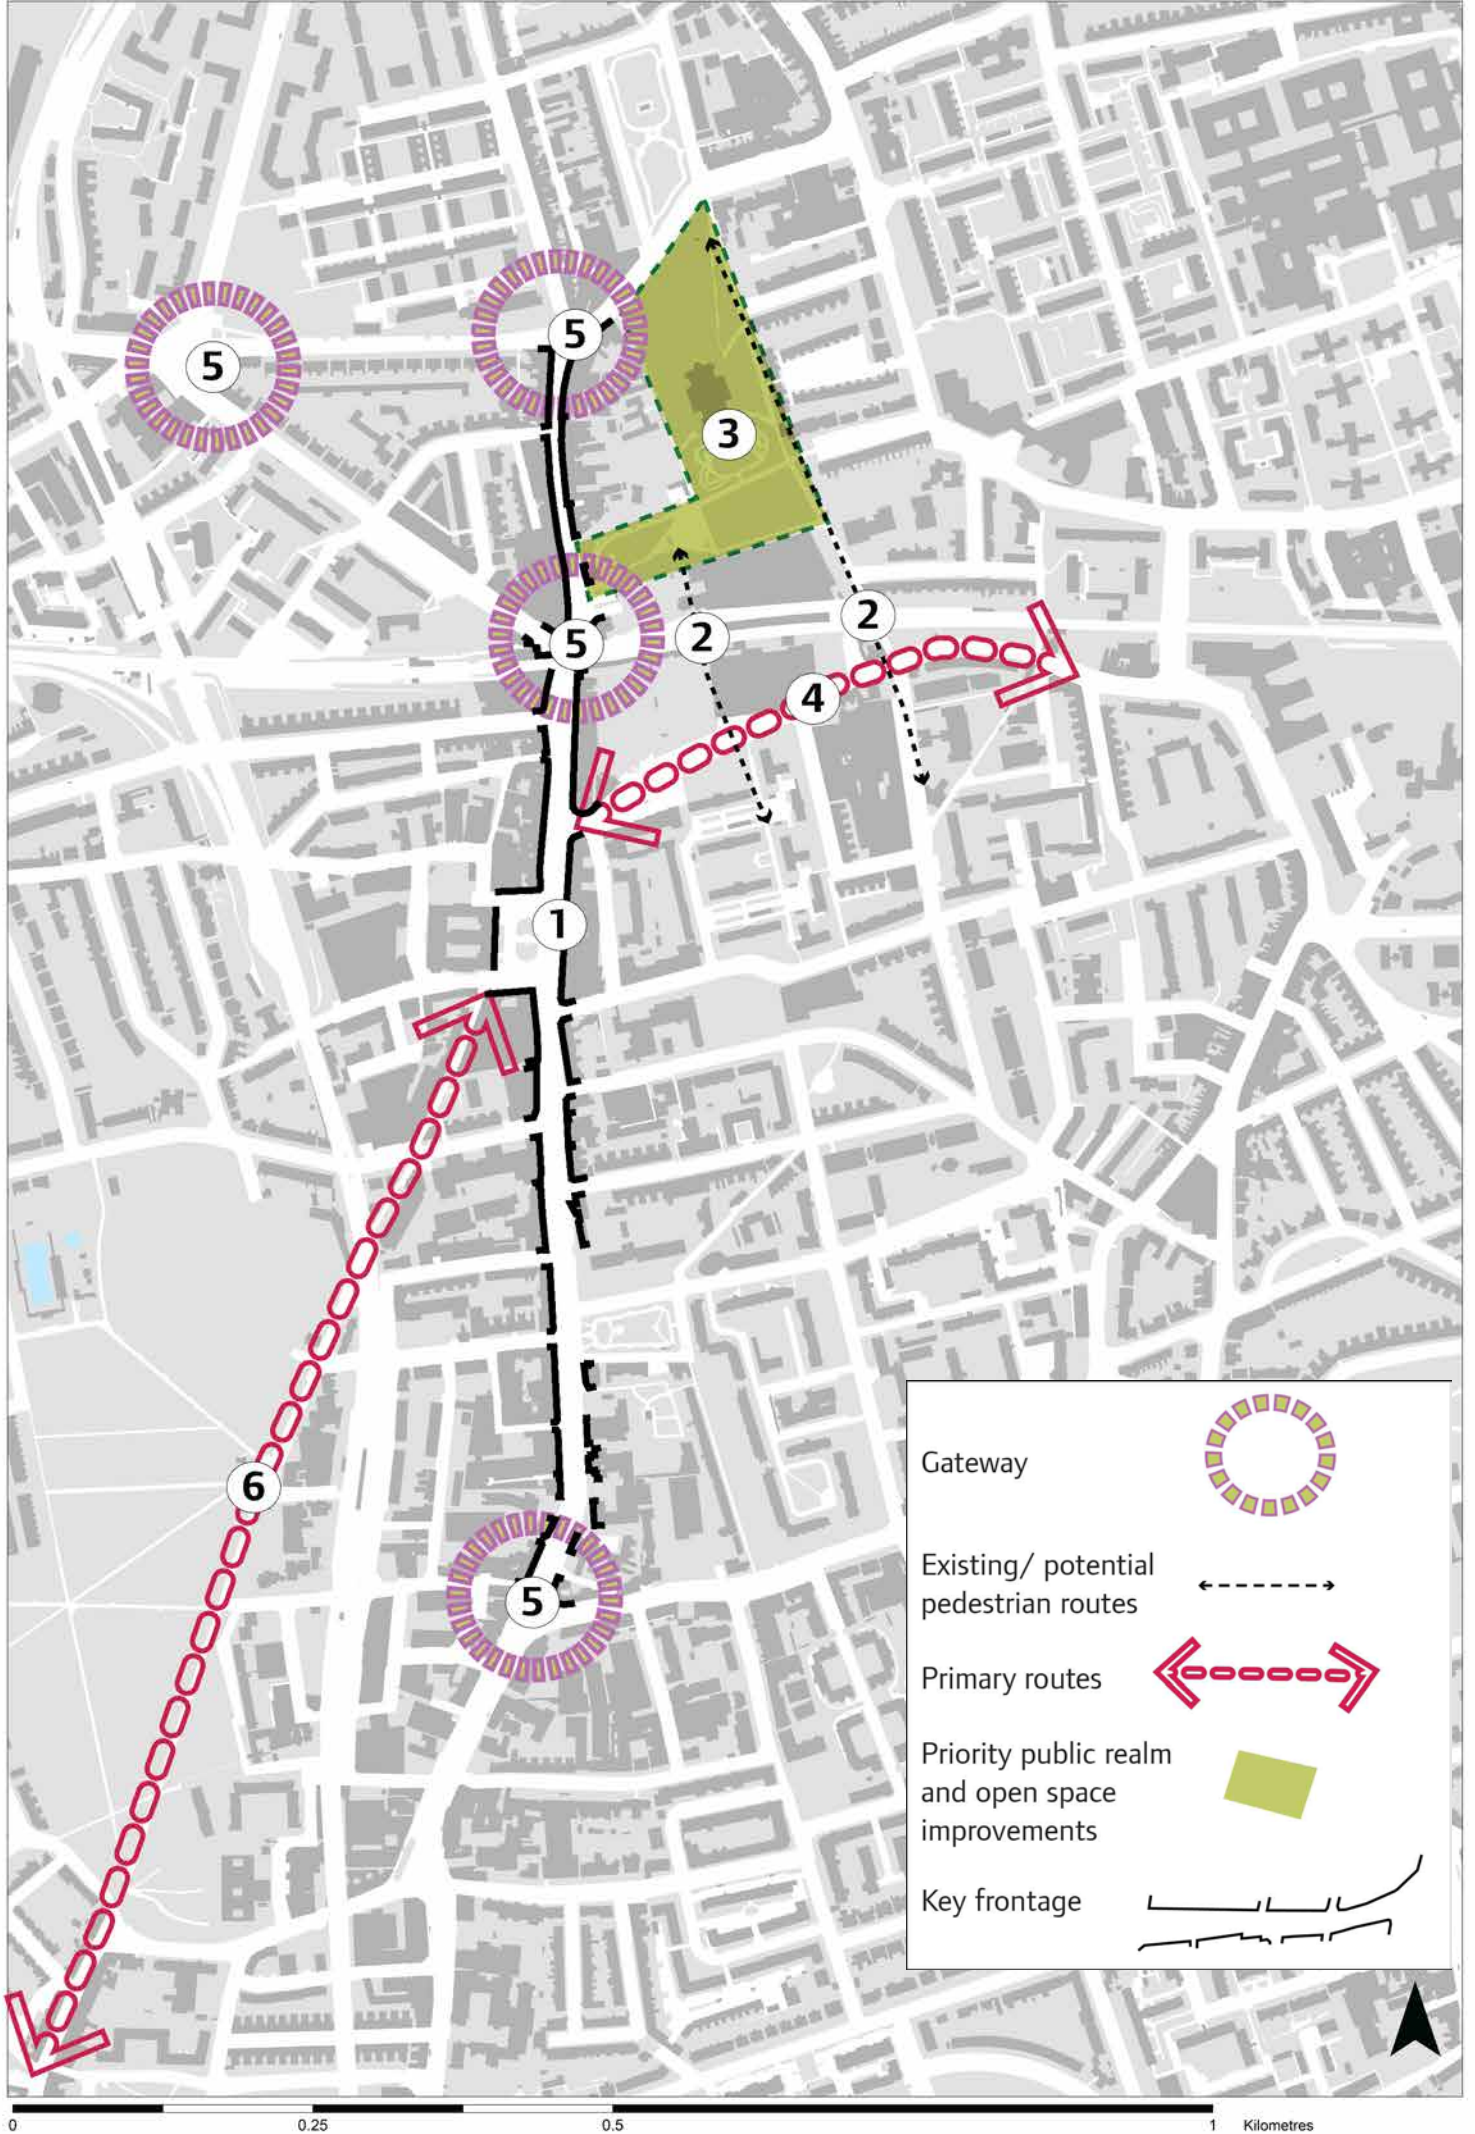 5
5
3
2
2
5
4
1
6
5
Gateway
Existing/ potential
pedestrian routes
Primary routes
Priority public realm
and open space
improvements
Key frontage
0 0.25 0.5 1 Kilometres